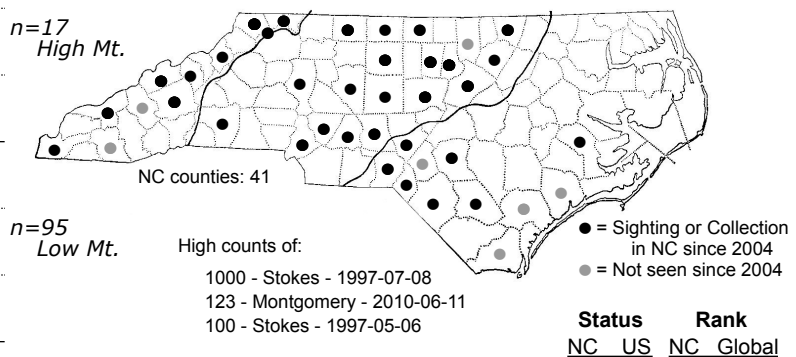 n=17
High Mt.
NC counties: 41
n=95
Low Mt.
High counts of:
1000 - Stokes - 1997-07-08
123 - Montgomery - 2010-06-11
100 - Stokes - 1997-05-06
= Sighting or Collection
in NC since 2004
= Not seen since 2004
Status Rank
NC US NC Global